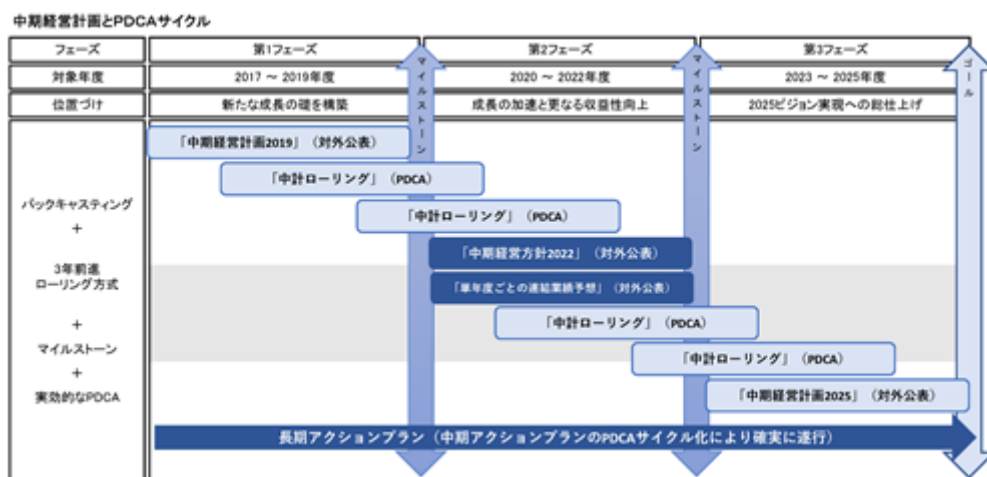 中期経営計画とPDCAサイクル
フェーズ
第1フェーズ
第2フェーズ
第3フェーズ
対象年度
2017 ～ 2019年度
2020 ～ 2022年度
2023 ～ 2025年度
位置づけ
新たな成長の礎を構築
成長の加速と更なる収益性向上
2025ビジョン実現への総仕上げ
マイルストーン
マイルストーン
ゴール
「中期経営計画2019」（対外公表）
「中計ローリング」（PDCA）
「中計ローリング」（PDCA）
「中期経営方針2022」（対外公表）
「単年度ごとの連結業績予想」（対外公表）
「中計ローリング」（PDCA）
「中計ローリング」（PDCA）
「中期経営計画2025」（対外公表）
バックキャスティング
+
3年前進
ローリング方式
+
マイルストーン
+
実効的なPDCA
長期アクションプラン（中期アクションプランのPDCAサイクル化により確実に遂行）